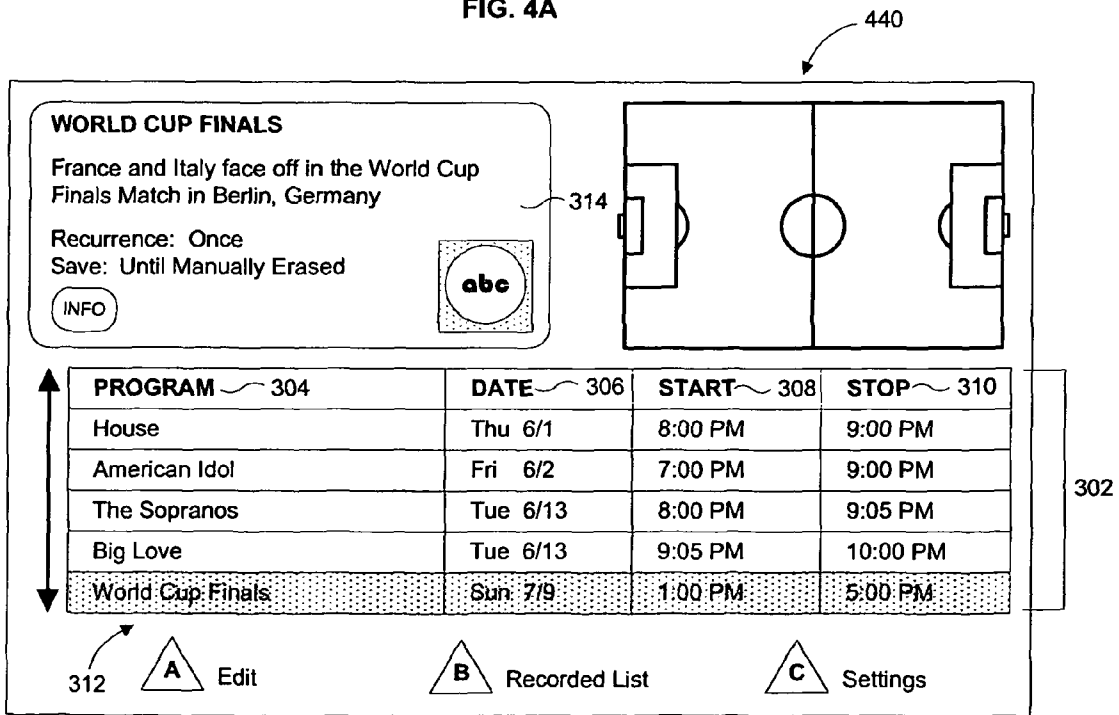 FIG. 4A
440
WORLD CUP FINALS
France and Italy face off in the World Cup
Finals Match in Berlin, Germany
314
Recurrence: Once
Save: Until Manually Erased
abc
INFO
PROGRAM 304 DATE 306 START 308 STOP 310
House Thu 6/1 8:00 PM 9:00 PM
American Idol Fri 6/2 7:00 PM 9:00 PM
The Sopranos Tue 6/13 8:00 PM 9:05 PM
302
Big Love Tue 6/13 9:05 PM 10:00 PM
World Cup Finals Sun 7/9 1:00 PM 5:00 PM
312 A Edit B Recorded List C Settings